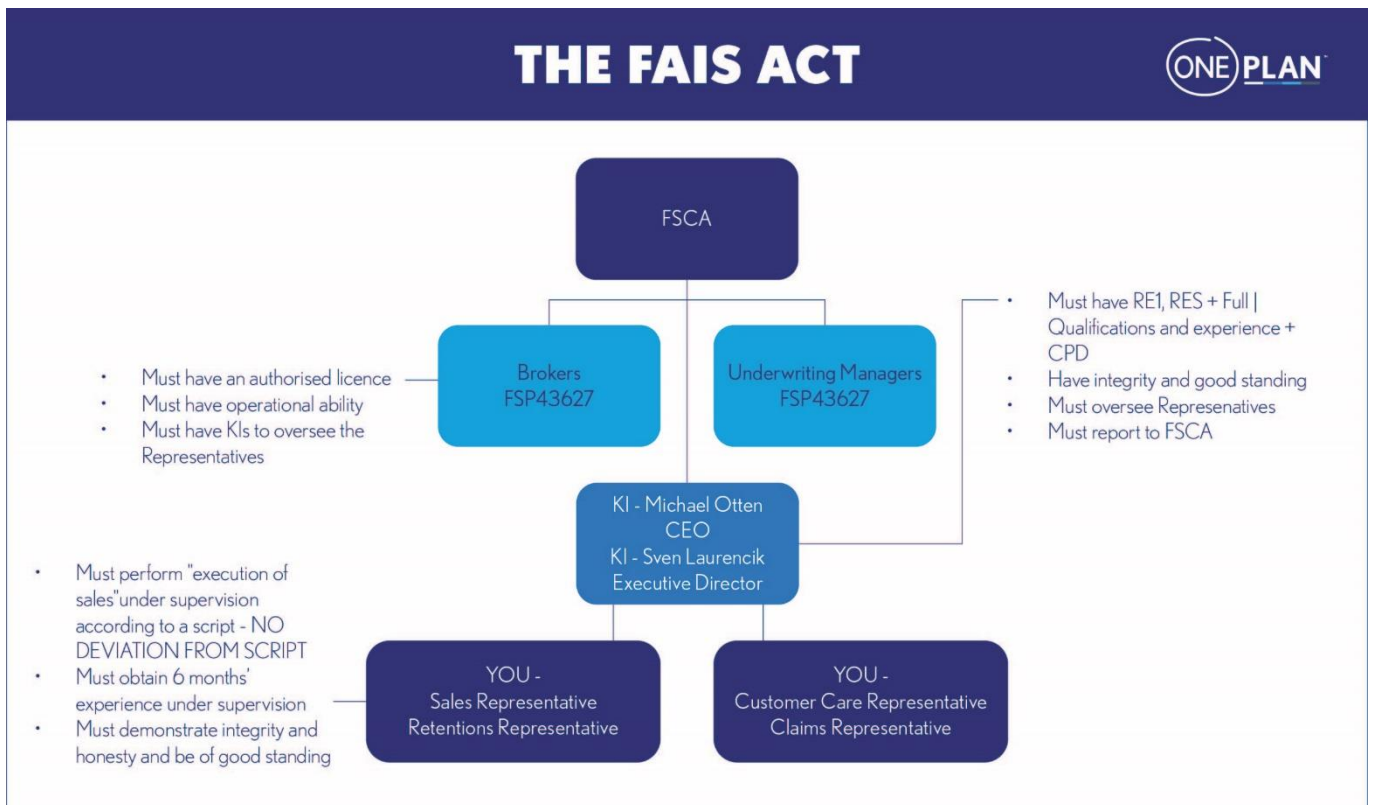 THE FAIS ACT
ONE PLAN
FSCA
Brokers
FSP43627
Underwriting Managers
FSP43627
• Must have an authorised licence
• Must have operational ability
• Must have KIs to oversee the
Representatives
• Must have RE1, RES + Full |
Qualifications and experience +
CPD
• Have integrity and good standing
• Must oversee Represenatives
• Must report to FSCA
KI - Michael Otten
CEO
KI - Sven Laurencik
Executive Director
• Must perform "execution of
sales"under supervision
according to a script - NO
DEVIATION FROM SCRIPT
• Must obtain 6 months'
experience under supervision
• Must demonstrate integrity and
honesty and be of good standing
YOU -
Sales Representative
Retentions Representative
YOU -
Customer Care Representative
Claims Representative